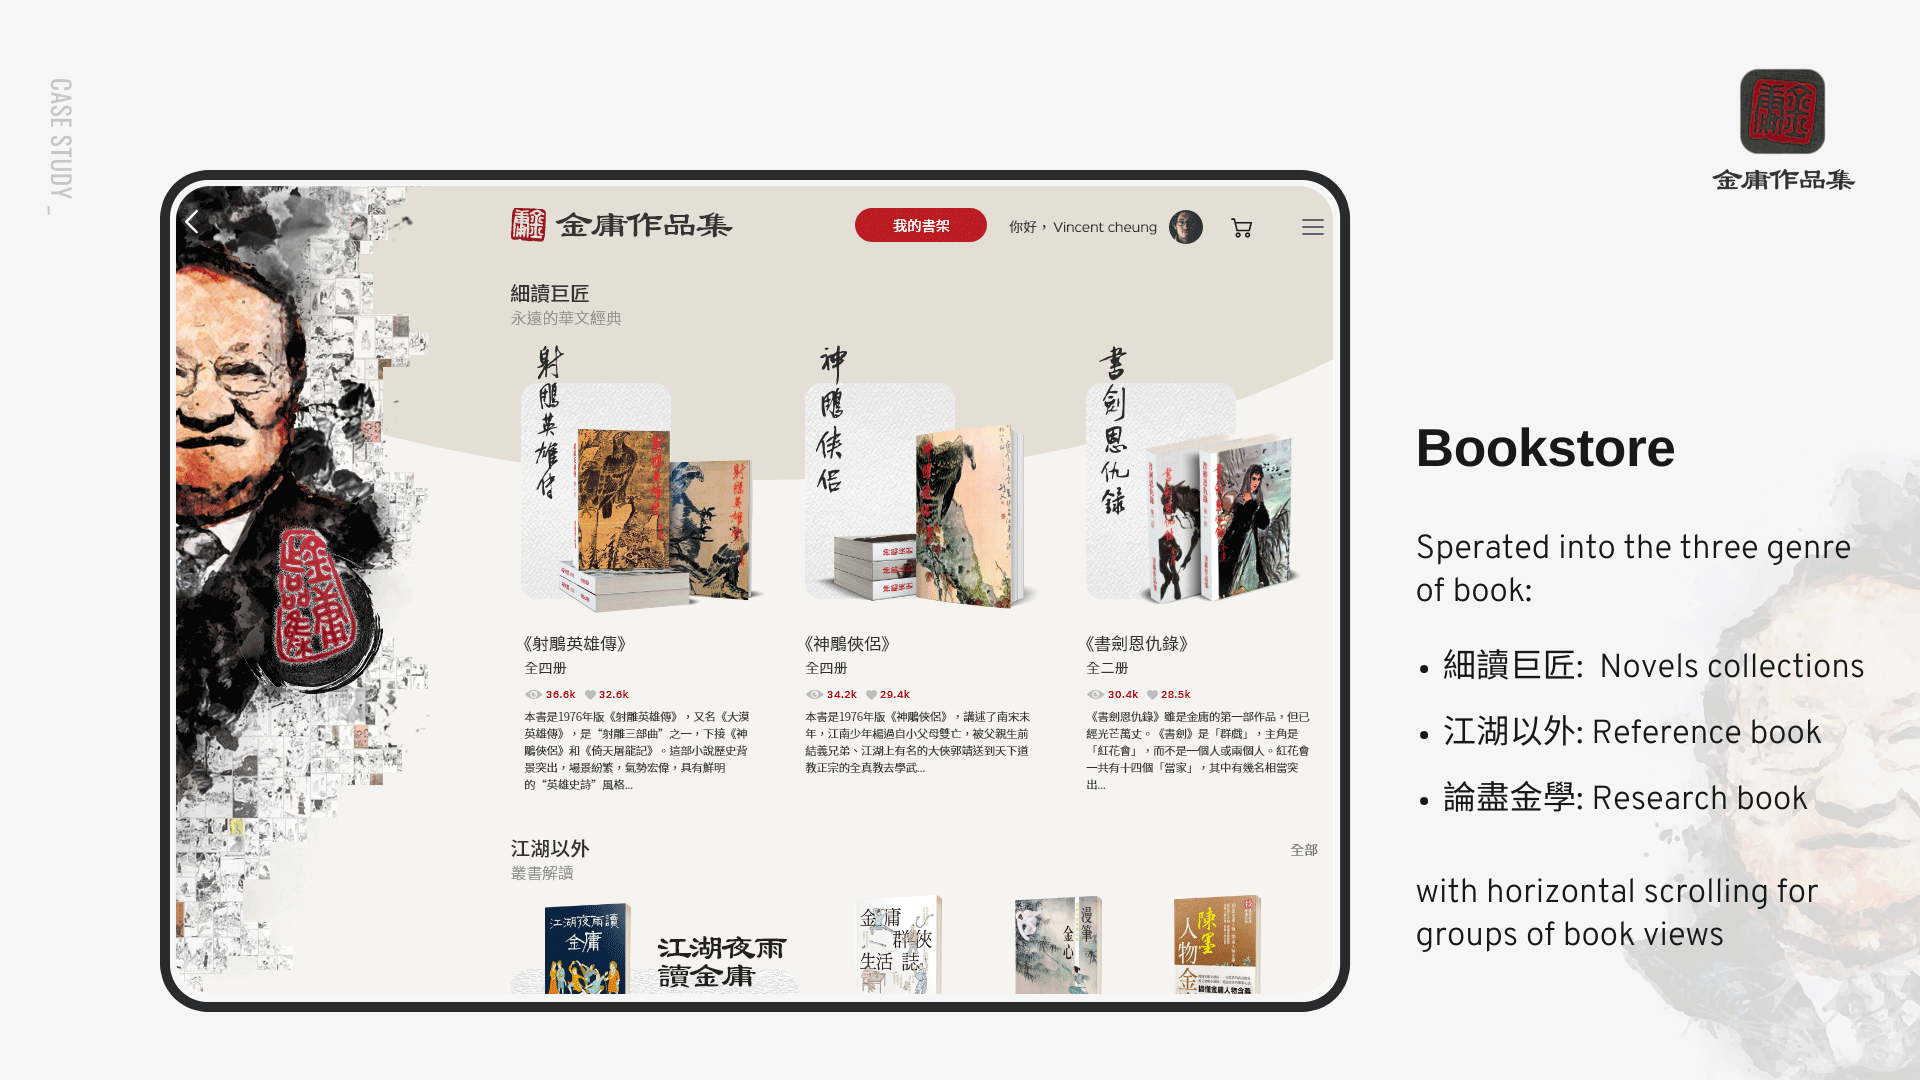 CASE STUDY _
金庸作品集
金庸作品集
我的書架
你好，Vincent cheung
細讀巨匠
永遠的華文經典
射鵰英雄傳
神鵰俠侶
書劍恩仇錄
《射鵰英雄傳》
全四册
36.6k 32.6k
本書是1976年版《射雕英雄傳》，又名《大漠
英雄傳》，是“射雕三部曲”之一，下接《神
鵰俠侶》和《倚天屠龍記》。這部小說歷史背
景突出，場景紛繁，氣勢宏偉，具有鮮明
的“英雄史詩”風格...
《神鵰俠侶》
全四册
34.2k 29.4k
本書是1976年版《神鵰俠侶》，講述了南宋末
年，江南少年楊過自小父母雙亡，被父親生前
結義兄弟、江湖上有名的大俠郭靖送到天下道
教正宗的全真教去學武...
《書劍恩仇錄》
全二册
30.4k 28.5k
《書劍恩仇錄》雖是金庸的第一部作品，但已
經光芒萬丈。《書劍》是「群戲」，主角是
「紅花會」，而不是一個人或兩個人。紅花會
一共有十四個「當家」，其中有幾名相當突
出...
江湖以外
叢書解讀
全部
江湖夜雨讀
金庸
江湖夜雨
讀金庸
金庸
群俠
生活誌
漫筆
金心
陳墨
人物
金
搞懂金庸人物含義
Bookstore
Sperated into the three genre
of book:
• 細讀巨匠: Novels collections
• 江湖以外: Reference book
• 論盡金學: Research book
with horizontal scrolling for
groups of book views